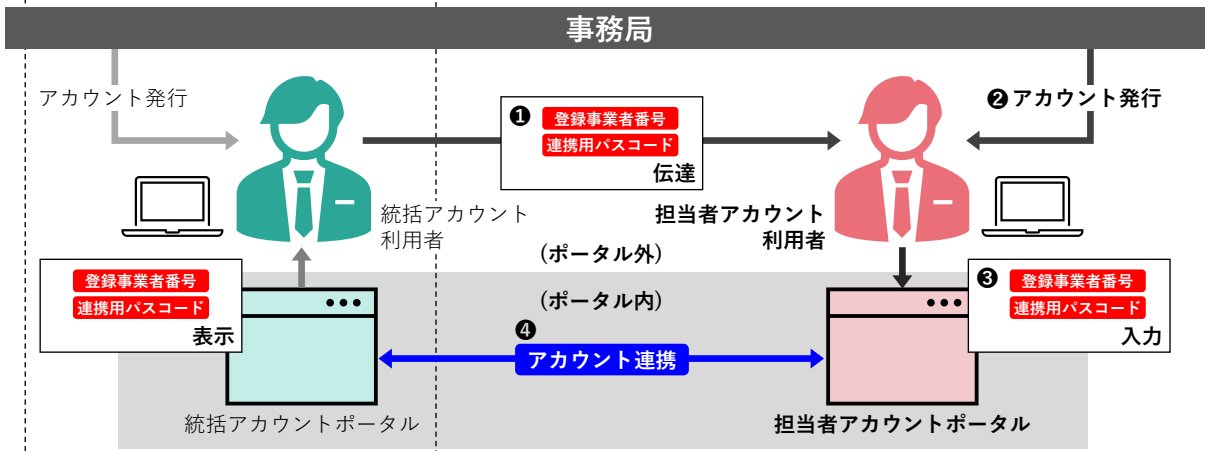 事務局
アカウント発行
❶ 登録事業者番号
連携用パスコード
伝達
❷アカウント発行
統括アカウント
利用者
担当者アカウント
利用者
(ポータル外)
登録事業者番号
連携用パスコード
表示
(ポータル内)
❸ 登録事業者番号
連携用パスコード
入力
❹
アカウント連携
統括アカウントポータル
担当者アカウントポータル